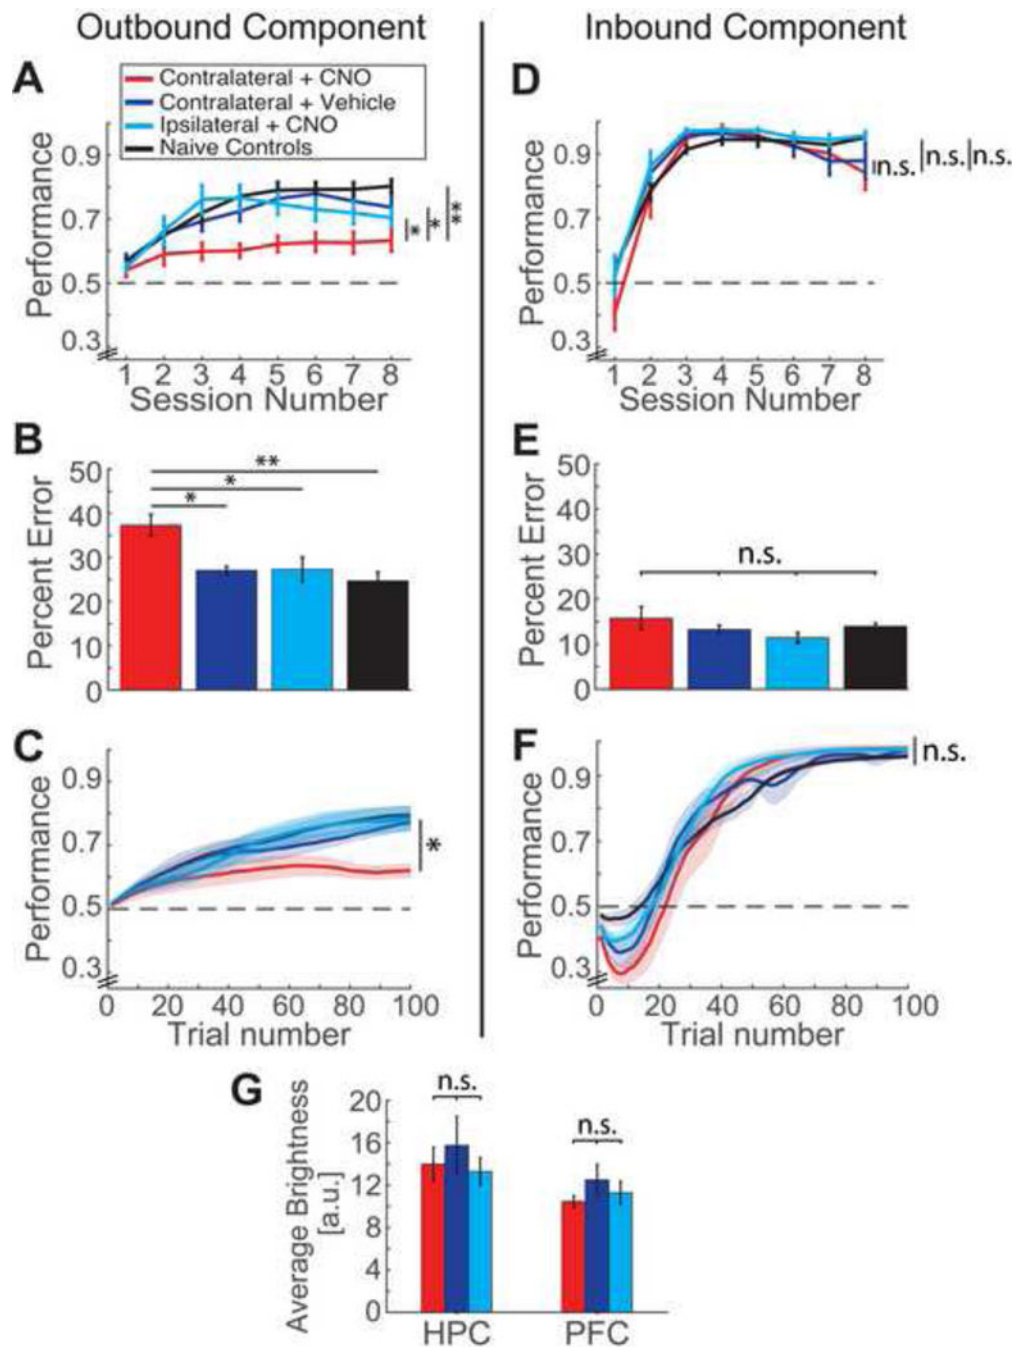 Outbound Component
Inbound Component
A
Contralateral + CNO
Contralateral + Vehicle
Ipsilateral + CNO
Naive Controls
Performance
0.9
0.7
0.5
0.3
* * **
1 2 3 4 5 6 7 8
Session Number
D
Performance
0.9
0.7
0.5
0.3
n.s. n.s. n.s.
1 2 3 4 5 6 7 8
Session Number
B
Percent Error
50
40
30
20
10
0
**
*
*
E
Percent Error
50
40
30
20
10
0
n.s.
C
Performance
0.9
0.7
0.5
0.3
*
0 20 40 60 80 100
Trial number
F
Performance
0.9
0.7
0.5
0.3
n.s.
0 20 40 60 80 100
Trial number
G
Average Brightness
[a.u.]
20
16
12
8
4
0
n.s.
n.s.
HPC PFC